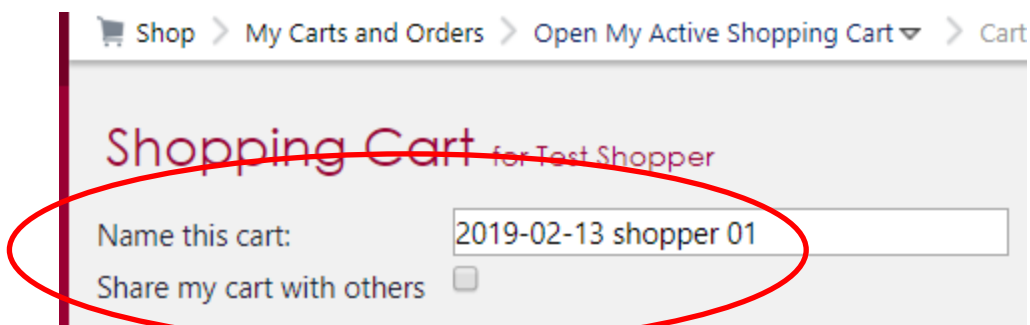 Shop > My Carts and Orders > Open My Active Shopping Cart > Cart
Shopping Cart for Test Shopper
Name this cart: 2019-02-13 shopper 01
Share my cart with others